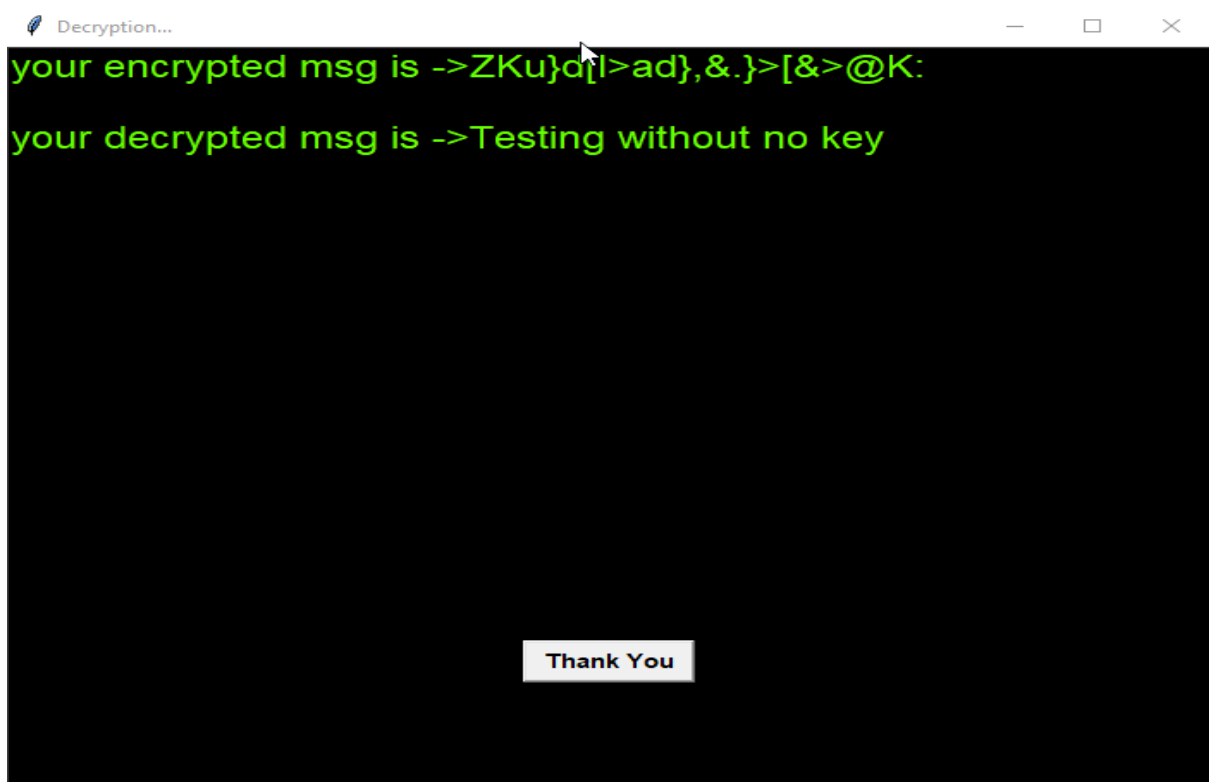 Decryption...
your encrypted msg is ->ZKu}d[l>ad},&.}>[&>@K:
your decrypted msg is ->Testing without no key
Thank You